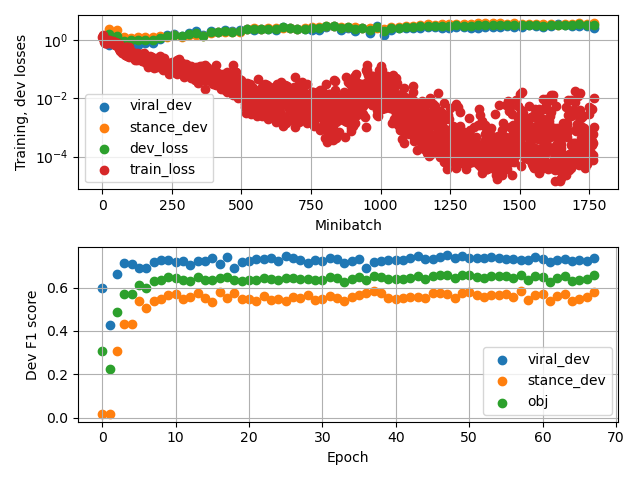 Training, dev losses
10⁰
10⁻²
10⁻⁴
viral_dev
stance_dev
dev_loss
train_loss
0 250 500 750 1000 1250 1500 1750
Minibatch
Dev F1 score
0.6
0.4
0.2
0.0
viral_dev
stance_dev
obj
0 10 20 30 40 50 60 70
Epoch